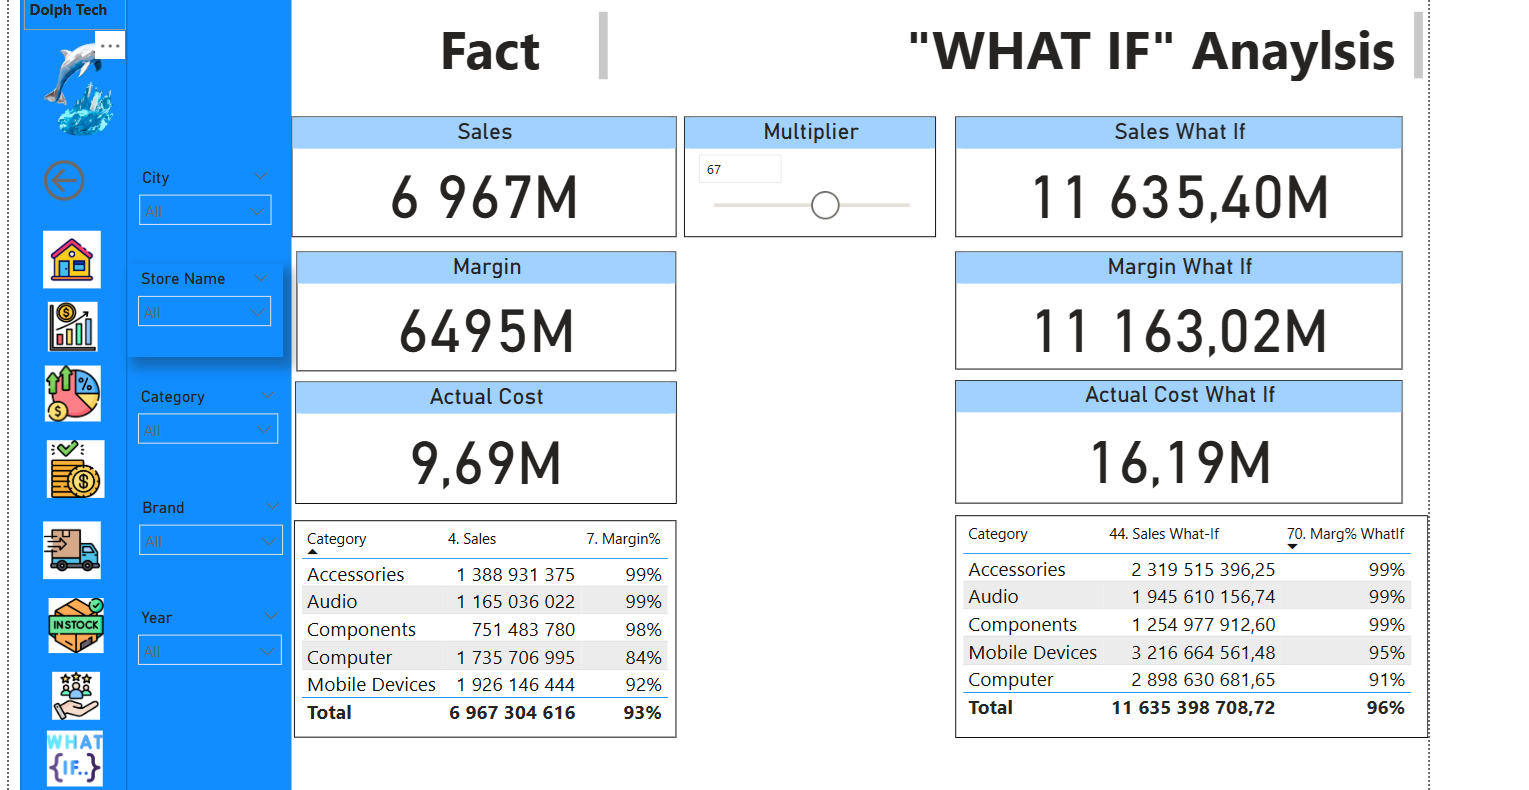 Dolph Tech
Fact
"WHAT IF" Anaylsis
Sales
6 967M
Multiplier
67
Sales What If
11 635,40M
City
All
Store Name
All
Category
All
Brand
All
Year
All
IN STOCK
WHAT
{IF..}
Margin
6495M
Margin What If
11 163,02M
Actual Cost
9,69M
Actual Cost What If
16,19M
Category 4. Sales 7. Margin%
Accessories 1 388 931 375 99%
Audio 1 165 036 022 99%
Components 751 483 780 98%
Computer 1 735 706 995 84%
Mobile Devices 1 926 146 444 92%
Total 6 967 304 616 93%
Category 44. Sales What-If 70. Marg% WhatIf
Accessories 2 319 515 396,25 99%
Audio 1 945 610 156,74 99%
Components 1 254 977 912,60 99%
Mobile Devices 3 216 664 561,48 95%
Computer 2 898 630 681,65 91%
Total 11 635 398 708,72 96%